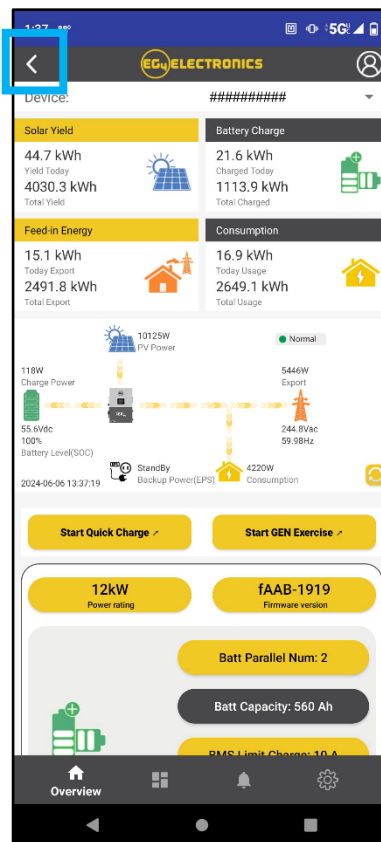 1:37
5G
EG4 ELECTRONICS
Device: ##########
Solar Yield
44.7 kWh
Yield Today
4030.3 kWh
Total Yield
Battery Charge
21.6 kWh
Charged Today
1113.9 kWh
Total Charged
Feed-in Energy
15.1 kWh
Today Export
2491.8 kWh
Total Export
Consumption
16.9 kWh
Today Usage
2649.1 kWh
Total Usage
10125W
PV Power
Normal
118W
Charge Power
5446W
Export
55.6Vdc
100%
Battery Level(SOC)
244.8Vac
59.98Hz
StandBy
Backup Power(EPS)
4220W
Consumption
2024-06-06 13:37:19
Start Quick Charge
Start GEN Exercise
12kW
Power rating
fAAB-1919
Firmware version
Batt Parallel Num: 2
Batt Capacity: 560 Ah
BMS Limit Charge: 10 A
Overview